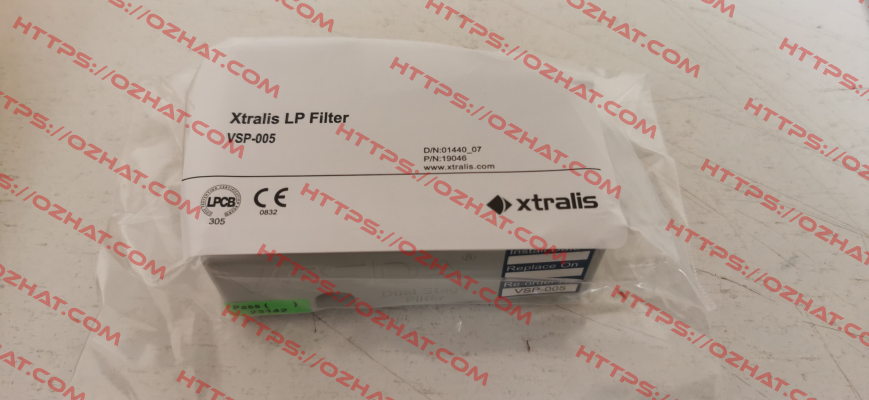 Xtralis LP Filter
VSP-005
D/N:01440_07
P/N:19046
www.xtralis.com
LPCB
305
CE
0832
xtralis
Replace On
VSP-005
Filter
HTTPS://OZHAT.COM